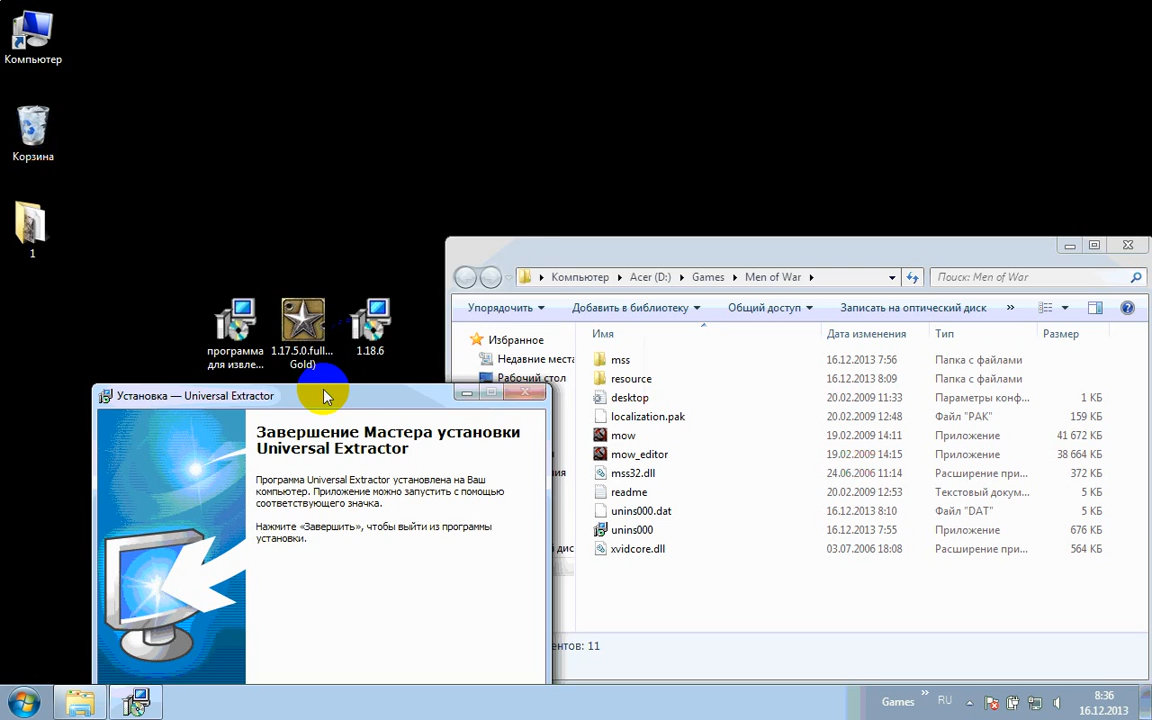 Компьютер
Корзина
1
программа
для извле...
1.17.5.0.full...
Gold)
1.18.6
Установка — Universal Extractor
Завершение Мастера установки
Universal Extractor
Программа Universal Extractor установлена на Ваш
компьютер. Приложение можно запустить с помощью
соответствующего значка.
Нажмите «Завершить», чтобы выйти из программы
установки.
Компьютер Acer (D:) Games Men of War
Поиск: Men of War
Упорядочить Добавить в библиотеку Общий доступ Записать на оптический диск »
Избранное
Недавние места
Рабочий стол
ия
й дис
Имя Дата изменения Тип Размер
mss 16.12.2013 7:56 Папка с файлами
resource 16.12.2013 8:09 Папка с файлами
desktop 20.02.2009 11:33 Параметры конф... 1 КБ
localization.pak 20.02.2009 12:48 Файл "PAK" 159 КБ
mow 19.02.2009 14:11 Приложение 41 672 КБ
mow_editor 19.02.2009 14:15 Приложение 38 664 КБ
mss32.dll 24.06.2006 11:14 Расширение при... 372 КБ
readme 20.02.2009 12:53 Текстовый докум... 5 КБ
unins000.dat 16.12.2013 8:10 Файл "DAT" 5 КБ
unins000 16.12.2013 7:55 Приложение 676 КБ
xvidcore.dll 03.07.2006 18:08 Расширение при... 564 КБ
ентов: 11
Games » RU 8:36
16.12.2013